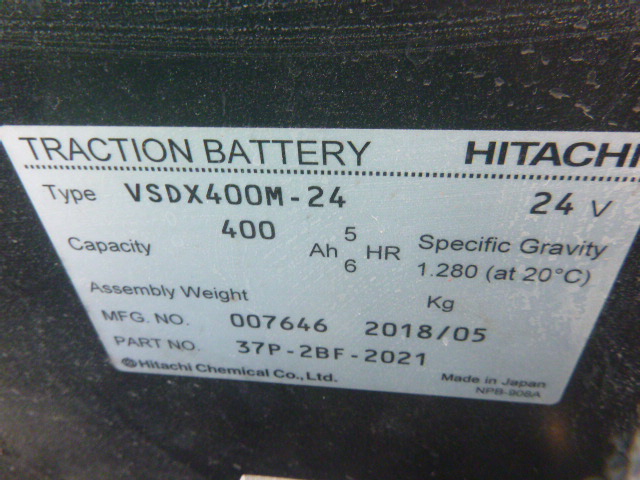 TRACTION BATTERY HITACHI
Type VSDX400M-24 24 V
Capacity 400 Ah 5 HR Specific Gravity
6 1.280 (at 20°C)
Assembly Weight Kg
MFG. NO. 007646 2018/05
PART NO. 37P-2BF-2021
Hitachi Chemical Co., Ltd. Made in Japan
NPB-908A